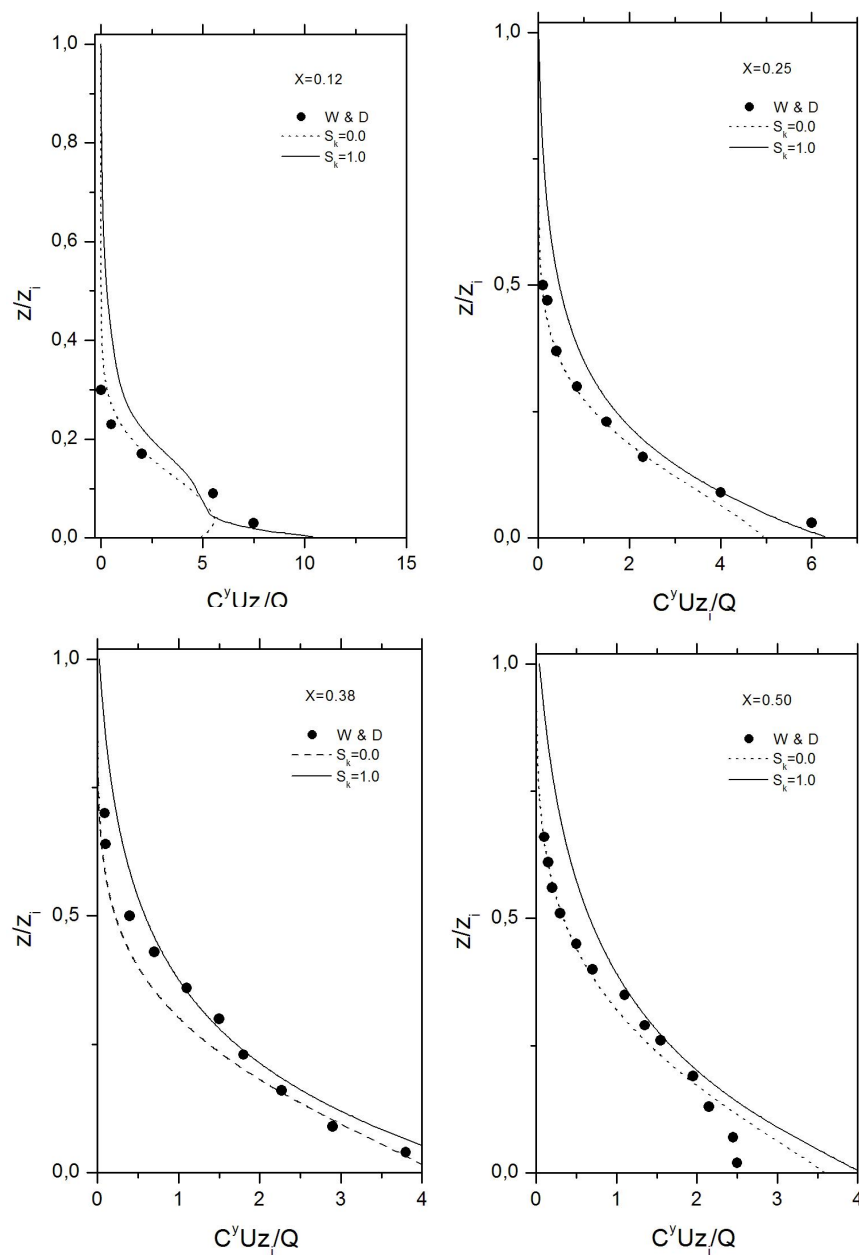 X=0.12
W & D
S_k=0.0
S_k=1.0
1,0
0,8
0,6
0,4
0,2
0,0
z/z_i
0
5
10
15
C^yUz_/Q
X=0.25
W & D
S_k=0.0
S_k=1.0
1,0
0,5
0,0
z/z_i
0
2
4
6
C^yUz_i/Q
X=0.38
W & D
S_k=0.0
S_k=1.0
1,0
0,5
0,0
z/z_i
0
1
2
3
4
C^yUz_i/Q
X=0.50
W & D
S_k=0.0
S_k=1.0
1,0
0,5
0,0
z/z_i
0
1
2
3
4
C^yUz_i/Q